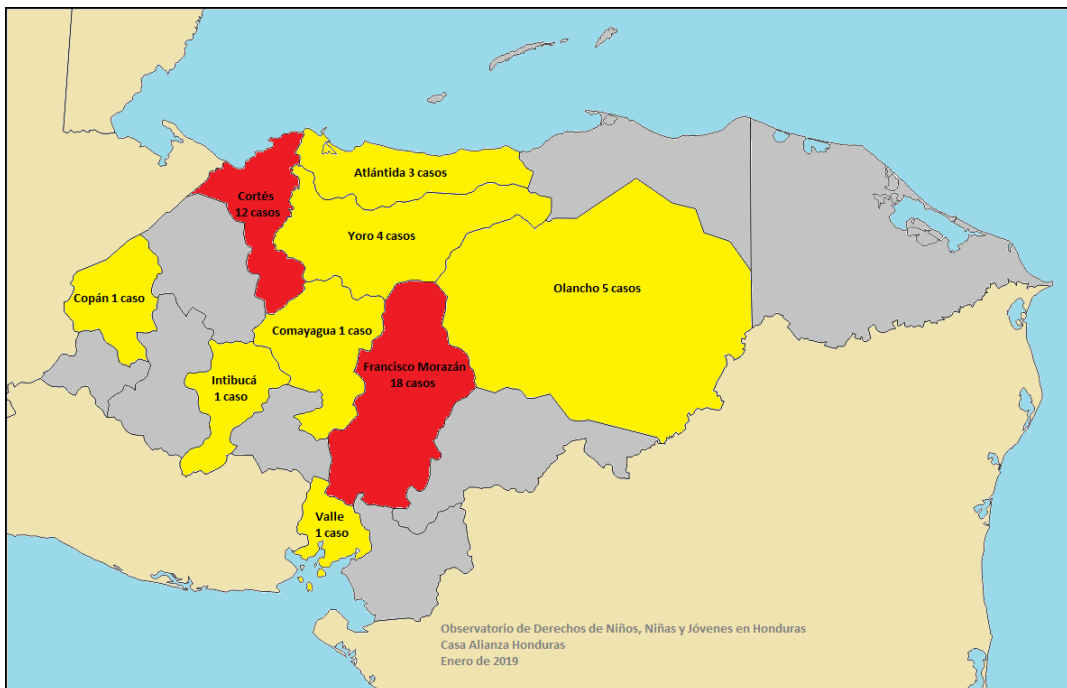 Atlántida 3 casos
Cortés
12 casos
Yoro 4 casos
Copán 1 caso
Olancho 5 casos
Comayagua 1 caso
Francisco Morazán
18 casos
Intibucá
1 caso
Valle
1 caso
Observatorio de Derechos de Niños, Niñas y Jóvenes en Honduras
Casa Alianza Honduras
Enero de 2019